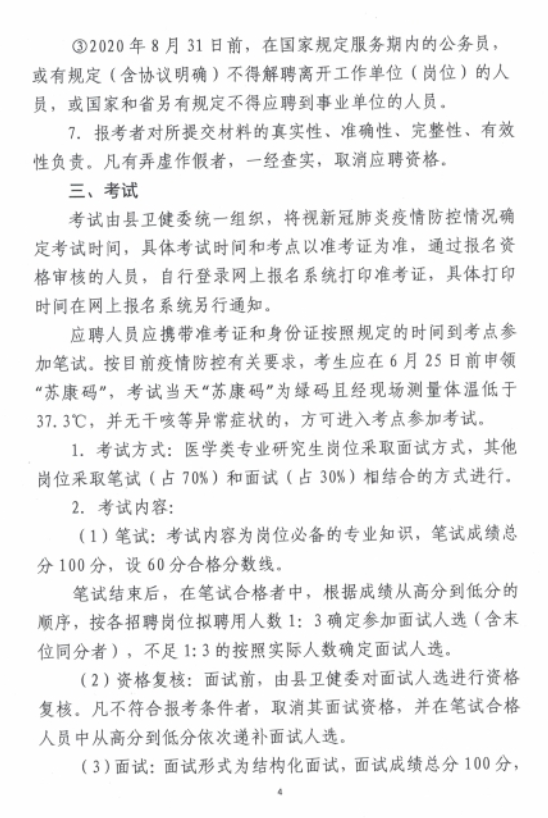 ③2020 年 8 月 31 日前，在国家规定服务期内的公务员，
或有规定（含协议明确）不得解聘离开工作单位（岗位）的人
员，或国家和省另有规定不得应聘到事业单位的人员。
7. 报考者对所提交材料的真实性、准确性、完整性、有效
性负责。凡有弄虚作假者，一经查实，取消应聘资格。
三、考试
考试由县卫健委统一组织，将视新冠肺炎疫情防控情况确
定考试时间，具体考试时间和考点以准考证为准，通过报名资
格审核的人员，自行登录网上报名系统打印准考证，具体打印
时间在网上报名系统另行通知。
应聘人员应携带准考证和身份证按照规定的时间到考点参
加笔试。按目前疫情防控有关要求，考生应在 6 月 25 日前申领
“苏康码”，考试当天“苏康码”为绿码且经现场测量体温低于
37.3℃，并无干咳等异常症状的，方可进入考点参加考试。
1. 考试方式：医学类专业研究生岗位采取面试方式，其他
岗位采取笔试（占 70%）和面试（占 30%）相结合的方式进行。
2. 考试内容：
（1）笔试：考试内容为岗位必备的专业知识，笔试成绩总
分 100 分，设 60 分合格分数线。
笔试结束后，在笔试合格者中，根据成绩从高分到低分的
顺序，按各招聘岗位拟聘用人数 1：3 确定参加面试人选（含末
位同分者），不足 1:3 的按照实际人数确定面试人选。
（2）资格复核：面试前，由县卫健委对面试人选进行资格
复核。凡不符合报考条件者，取消其面试资格，并在笔试合格
人员中从高分到低分依次递补面试人选。
（3）面试：面试形式为结构化面试，面试成绩总分 100 分，
4